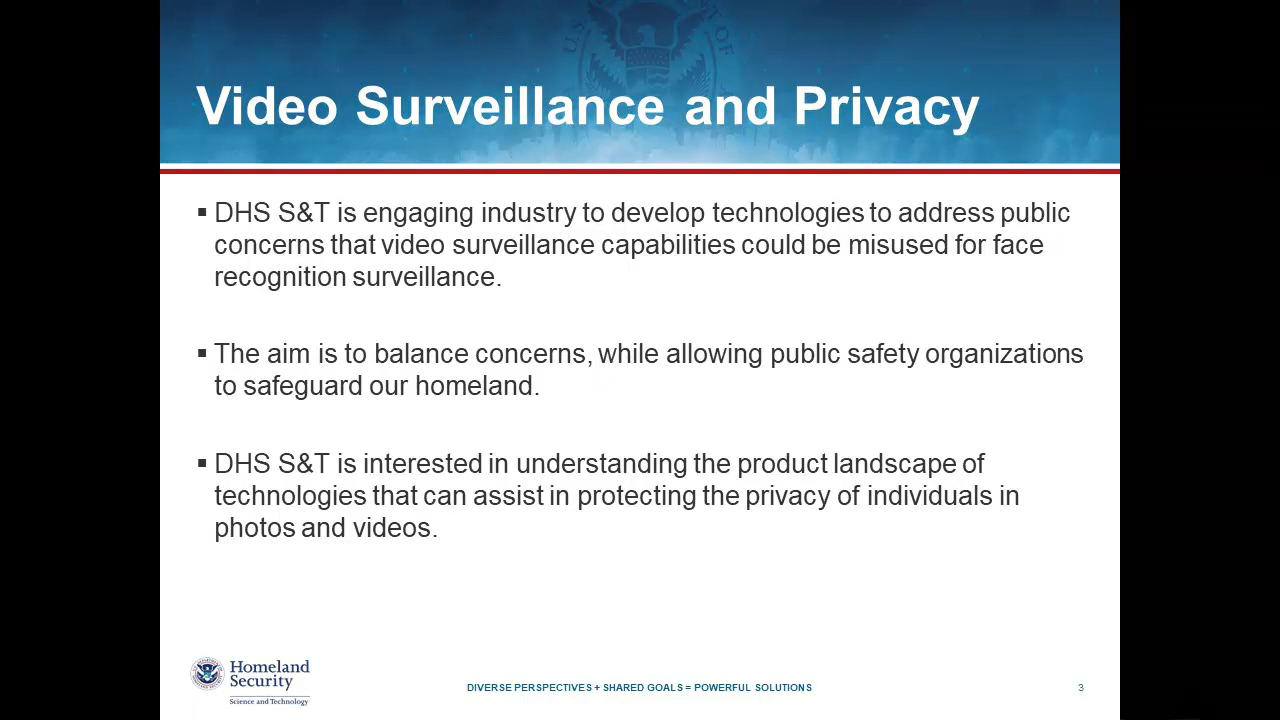 Video Surveillance and Privacy
▪ DHS S&T is engaging industry to develop technologies to address public
concerns that video surveillance capabilities could be misused for face
recognition surveillance.
▪ The aim is to balance concerns, while allowing public safety organizations
to safeguard our homeland.
▪ DHS S&T is interested in understanding the product landscape of
technologies that can assist in protecting the privacy of individuals in
photos and videos.
Homeland
Security
Science and Technology
DIVERSE PERSPECTIVES + SHARED GOALS = POWERFUL SOLUTIONS
3